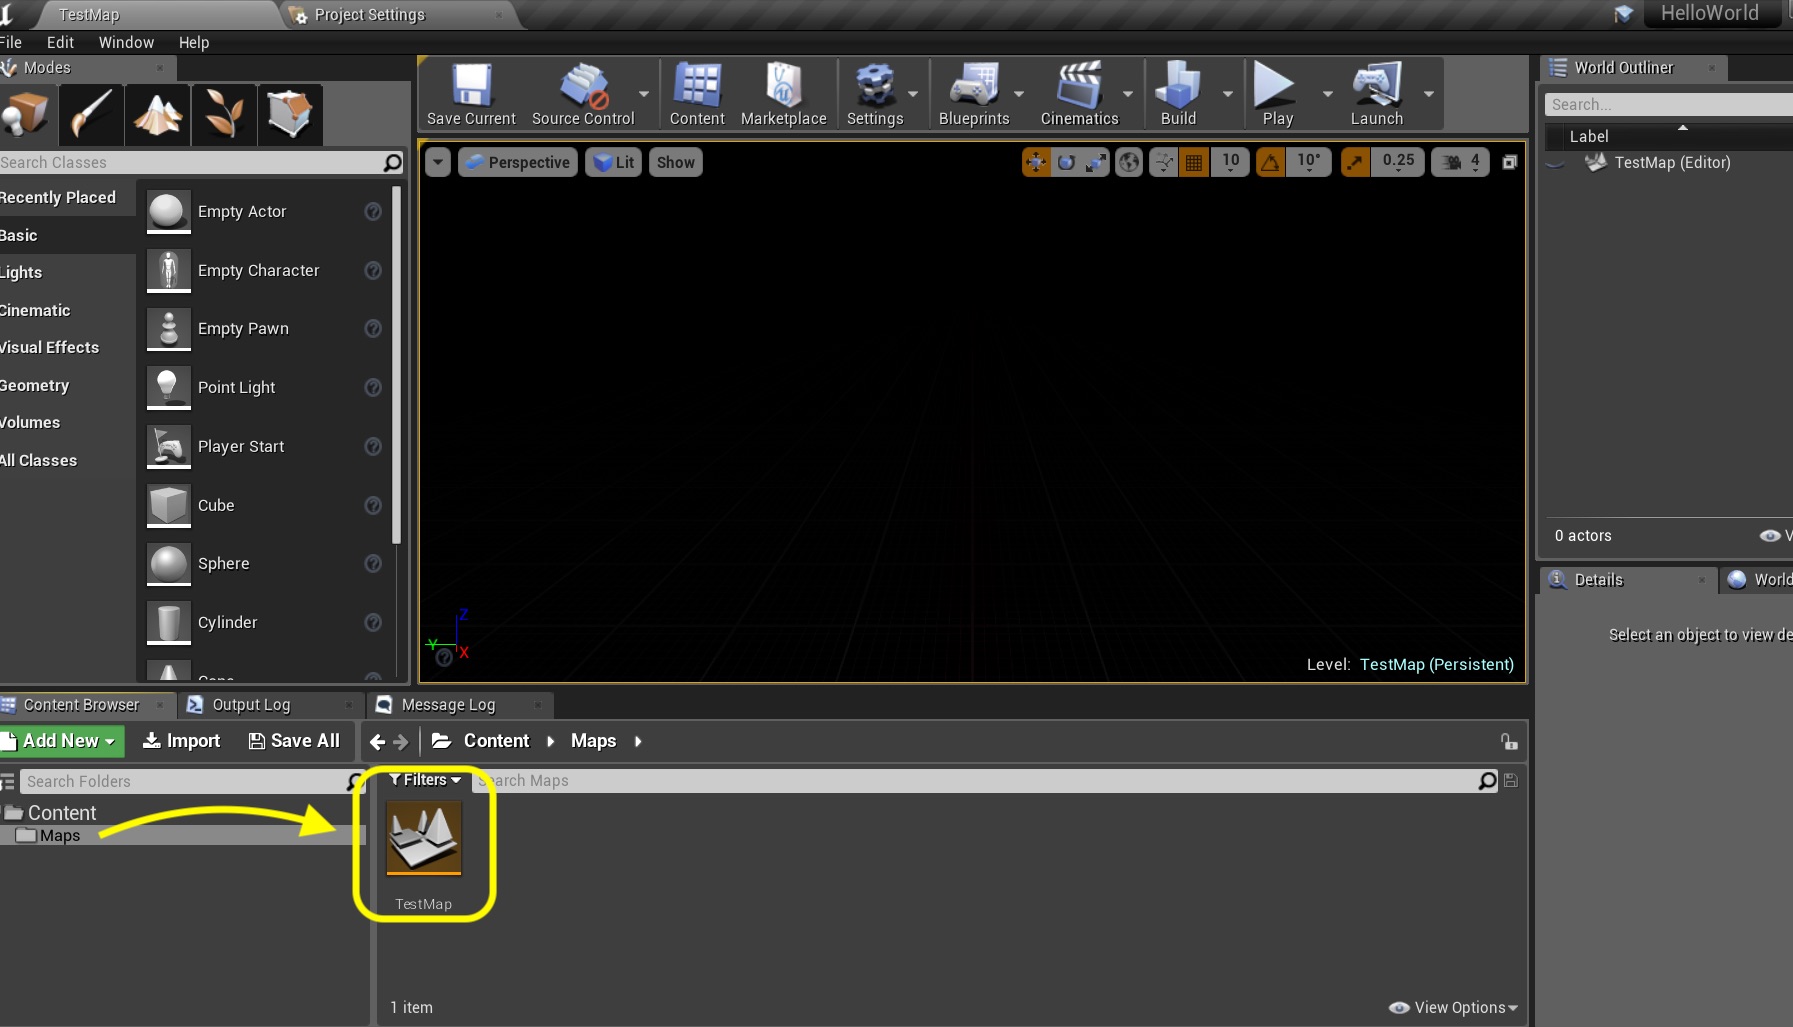 TestMap
Project Settings
HelloWorld
File Edit Window Help
Modes
Save Current
Source Control
Content
Marketplace
Settings
Blueprints
Cinematics
Build
Play
Launch
World Outliner
Search...
Label
TestMap (Editor)
Search Classes
Perspective
Lit
Show
10
10°
0.25
4
Recently Placed
Basic
Lights
Cinematic
Visual Effects
Geometry
Volumes
All Classes
Empty Actor
Empty Character
Empty Pawn
Point Light
Player Start
Cube
Sphere
Cylinder
Cone
Z
Y
X
Level: TestMap (Persistent)
0 actors
V
Details
World
Select an object to view de
Content Browser
Output Log
Message Log
Add New
Import
Save All
Content
Maps
Search Folders
Filters
Search Maps
Content
Maps
TestMap
1 item
View Options